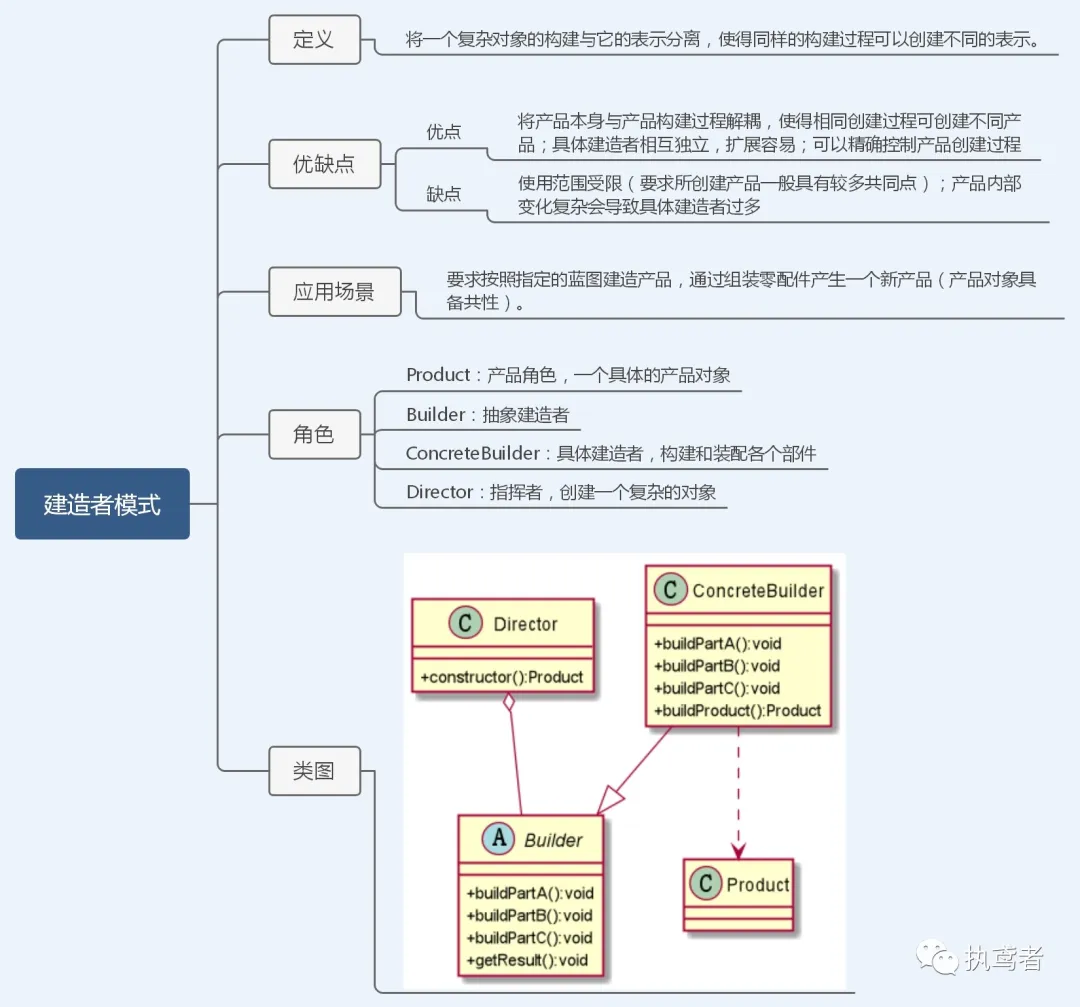 定义
将一个复杂对象的构建与它的表示分离，使得同样的构建过程可以创建不同的表示。
优缺点
优点
将产品本身与产品构建过程解耦，使得相同创建过程可创建不同产
品；具体建造者相互独立，扩展容易；可以精确控制产品创建过程
缺点
使用范围受限（要求所创建产品一般具有较多共同点）；产品内部
变化复杂会导致具体建造者过多
应用场景
要求按照指定的蓝图建造产品，通过组装零配件产生一个新产品（产品对象具
备共性）。
角色
Product：产品角色，一个具体的产品对象
Builder：抽象建造者
ConcreteBuilder：具体建造者，构建和装配各个部件
Director：指挥者，创建一个复杂的对象
建造者模式
类图
C Director
+constructor():Product
C ConcreteBuilder
+buildPartA():void
+buildPartB():void
+buildPartC():void
+buildProduct():Product
A Builder
+buildPartA():void
+buildPartB():void
+buildPartC():void
+getResult():void
C Product
执鸢者